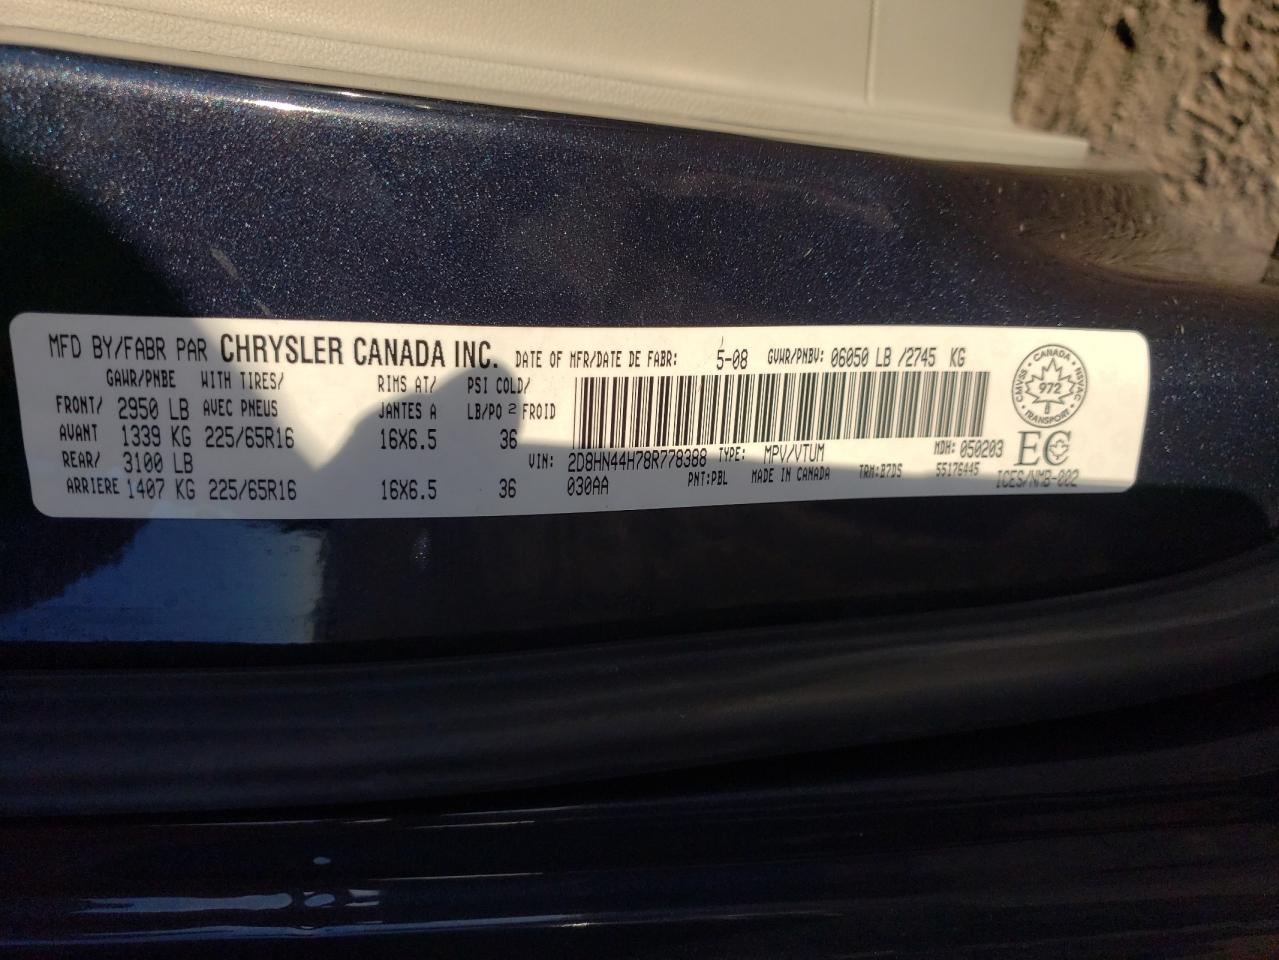 MFD BY/FABR PAR CHRYSLER CANADA INC. DATE OF MFR/DATE DE FABR: 5-08 GVWR/PNBV: 06050 LB /2745 KG
GAWR/PNBE WITH TIRES/ RIMS AT/ PSI COLD/
FRONT/ 2950 LB AVEC PNEUS JANTES A LB/PO 2 FROID
AVANT 1339 KG 225/65R16 16X6.5 36
REAR/ 3100 LB
ARRIERE 1407 KG 225/65R16 16X6.5 36
VIN: 2D8HN44H78R778388 TYPE: MPV/VTUM MDH: 050203
030AA PNT:PBL MADE IN CANADA TRM:B7D5 55176445
CANADA
CMVSS 972 NSVAC
TRANSPORT
EC
ICES/NMB-002